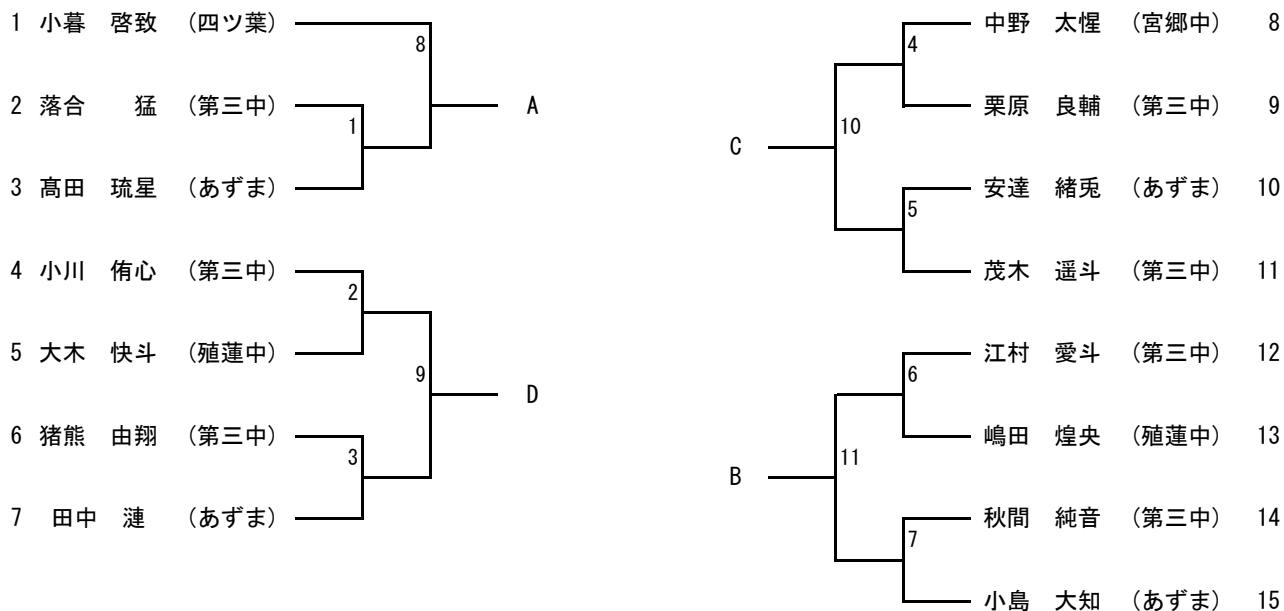 1 小暮 啓致 (四ツ葉)
8
2 落合 猛 (第三中)
1
A
3 髙田 琉星 (あずま)
4 小川 侑心 (第三中)
2
5 大木 快斗 (殖蓮中)
9
D
6 猪熊 由翔 (第三中)
3
7 田中 漣 (あずま)
中野 太惺 (宮郷中) 8
4
栗原 良輔 (第三中) 9
10
C
安達 緒兎 (あずま) 10
5
茂木 遥斗 (第三中) 11
江村 愛斗 (第三中) 12
6
嶋田 煌央 (殖蓮中) 13
11
B
秋間 純音 (第三中) 14
7
小島 大知 (あずま) 15